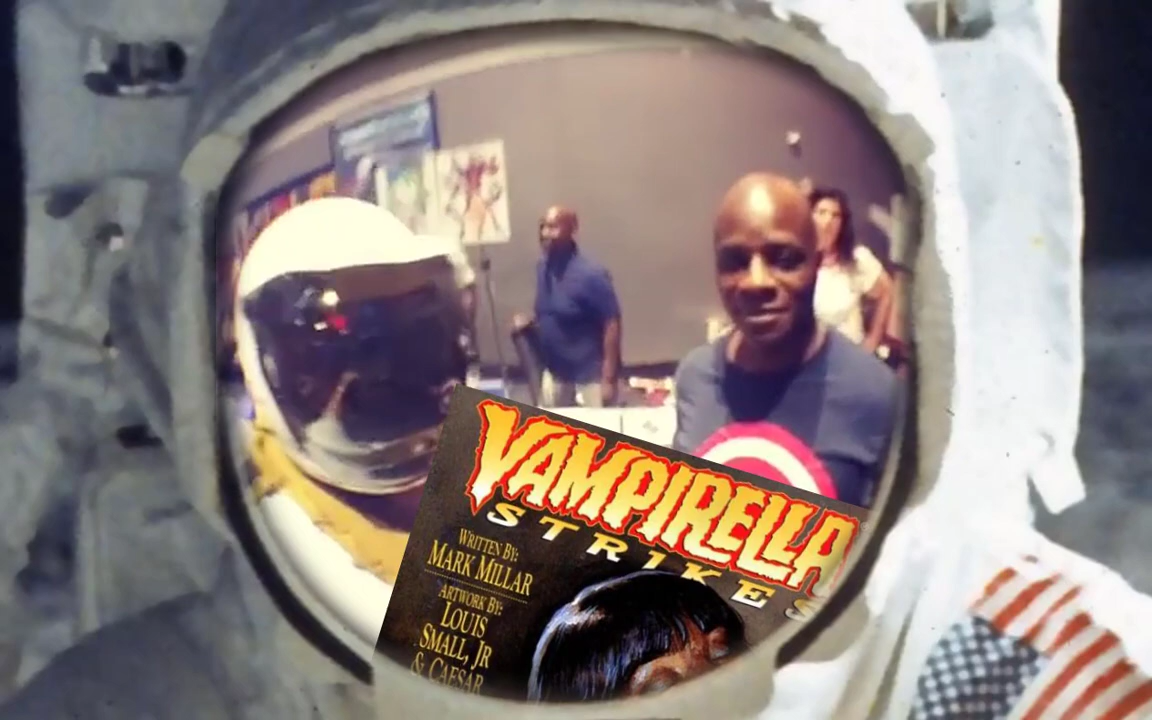 VAMPIRELLA
STRIKES
WRITTEN BY:
MARK MILLAR
ARTWORK BY:
LOUIS
SMALL, JR
& CAESAR